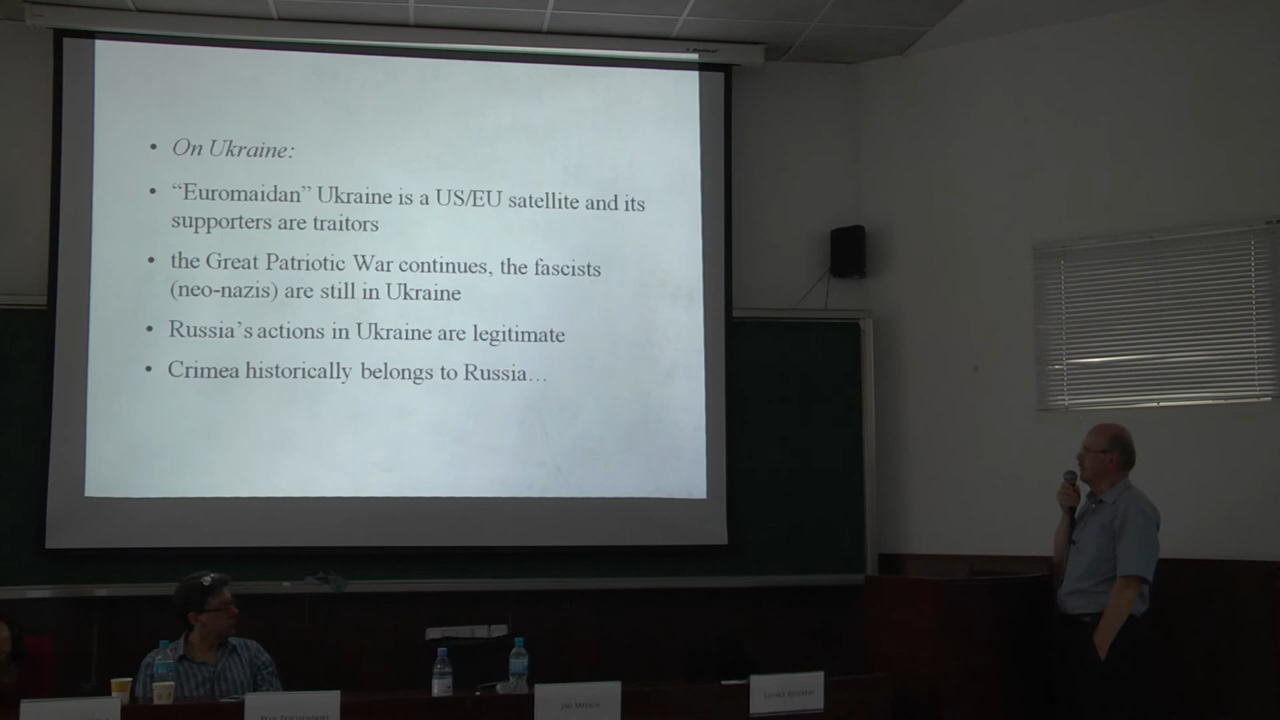 • On Ukraine:
• “Euromaidan” Ukraine is a US/EU satellite and its
supporters are traitors
• the Great Patriotic War continues, the fascists
(neo-nazis) are still in Ukraine
• Russia’s actions in Ukraine are legitimate
• Crimea historically belongs to Russia…